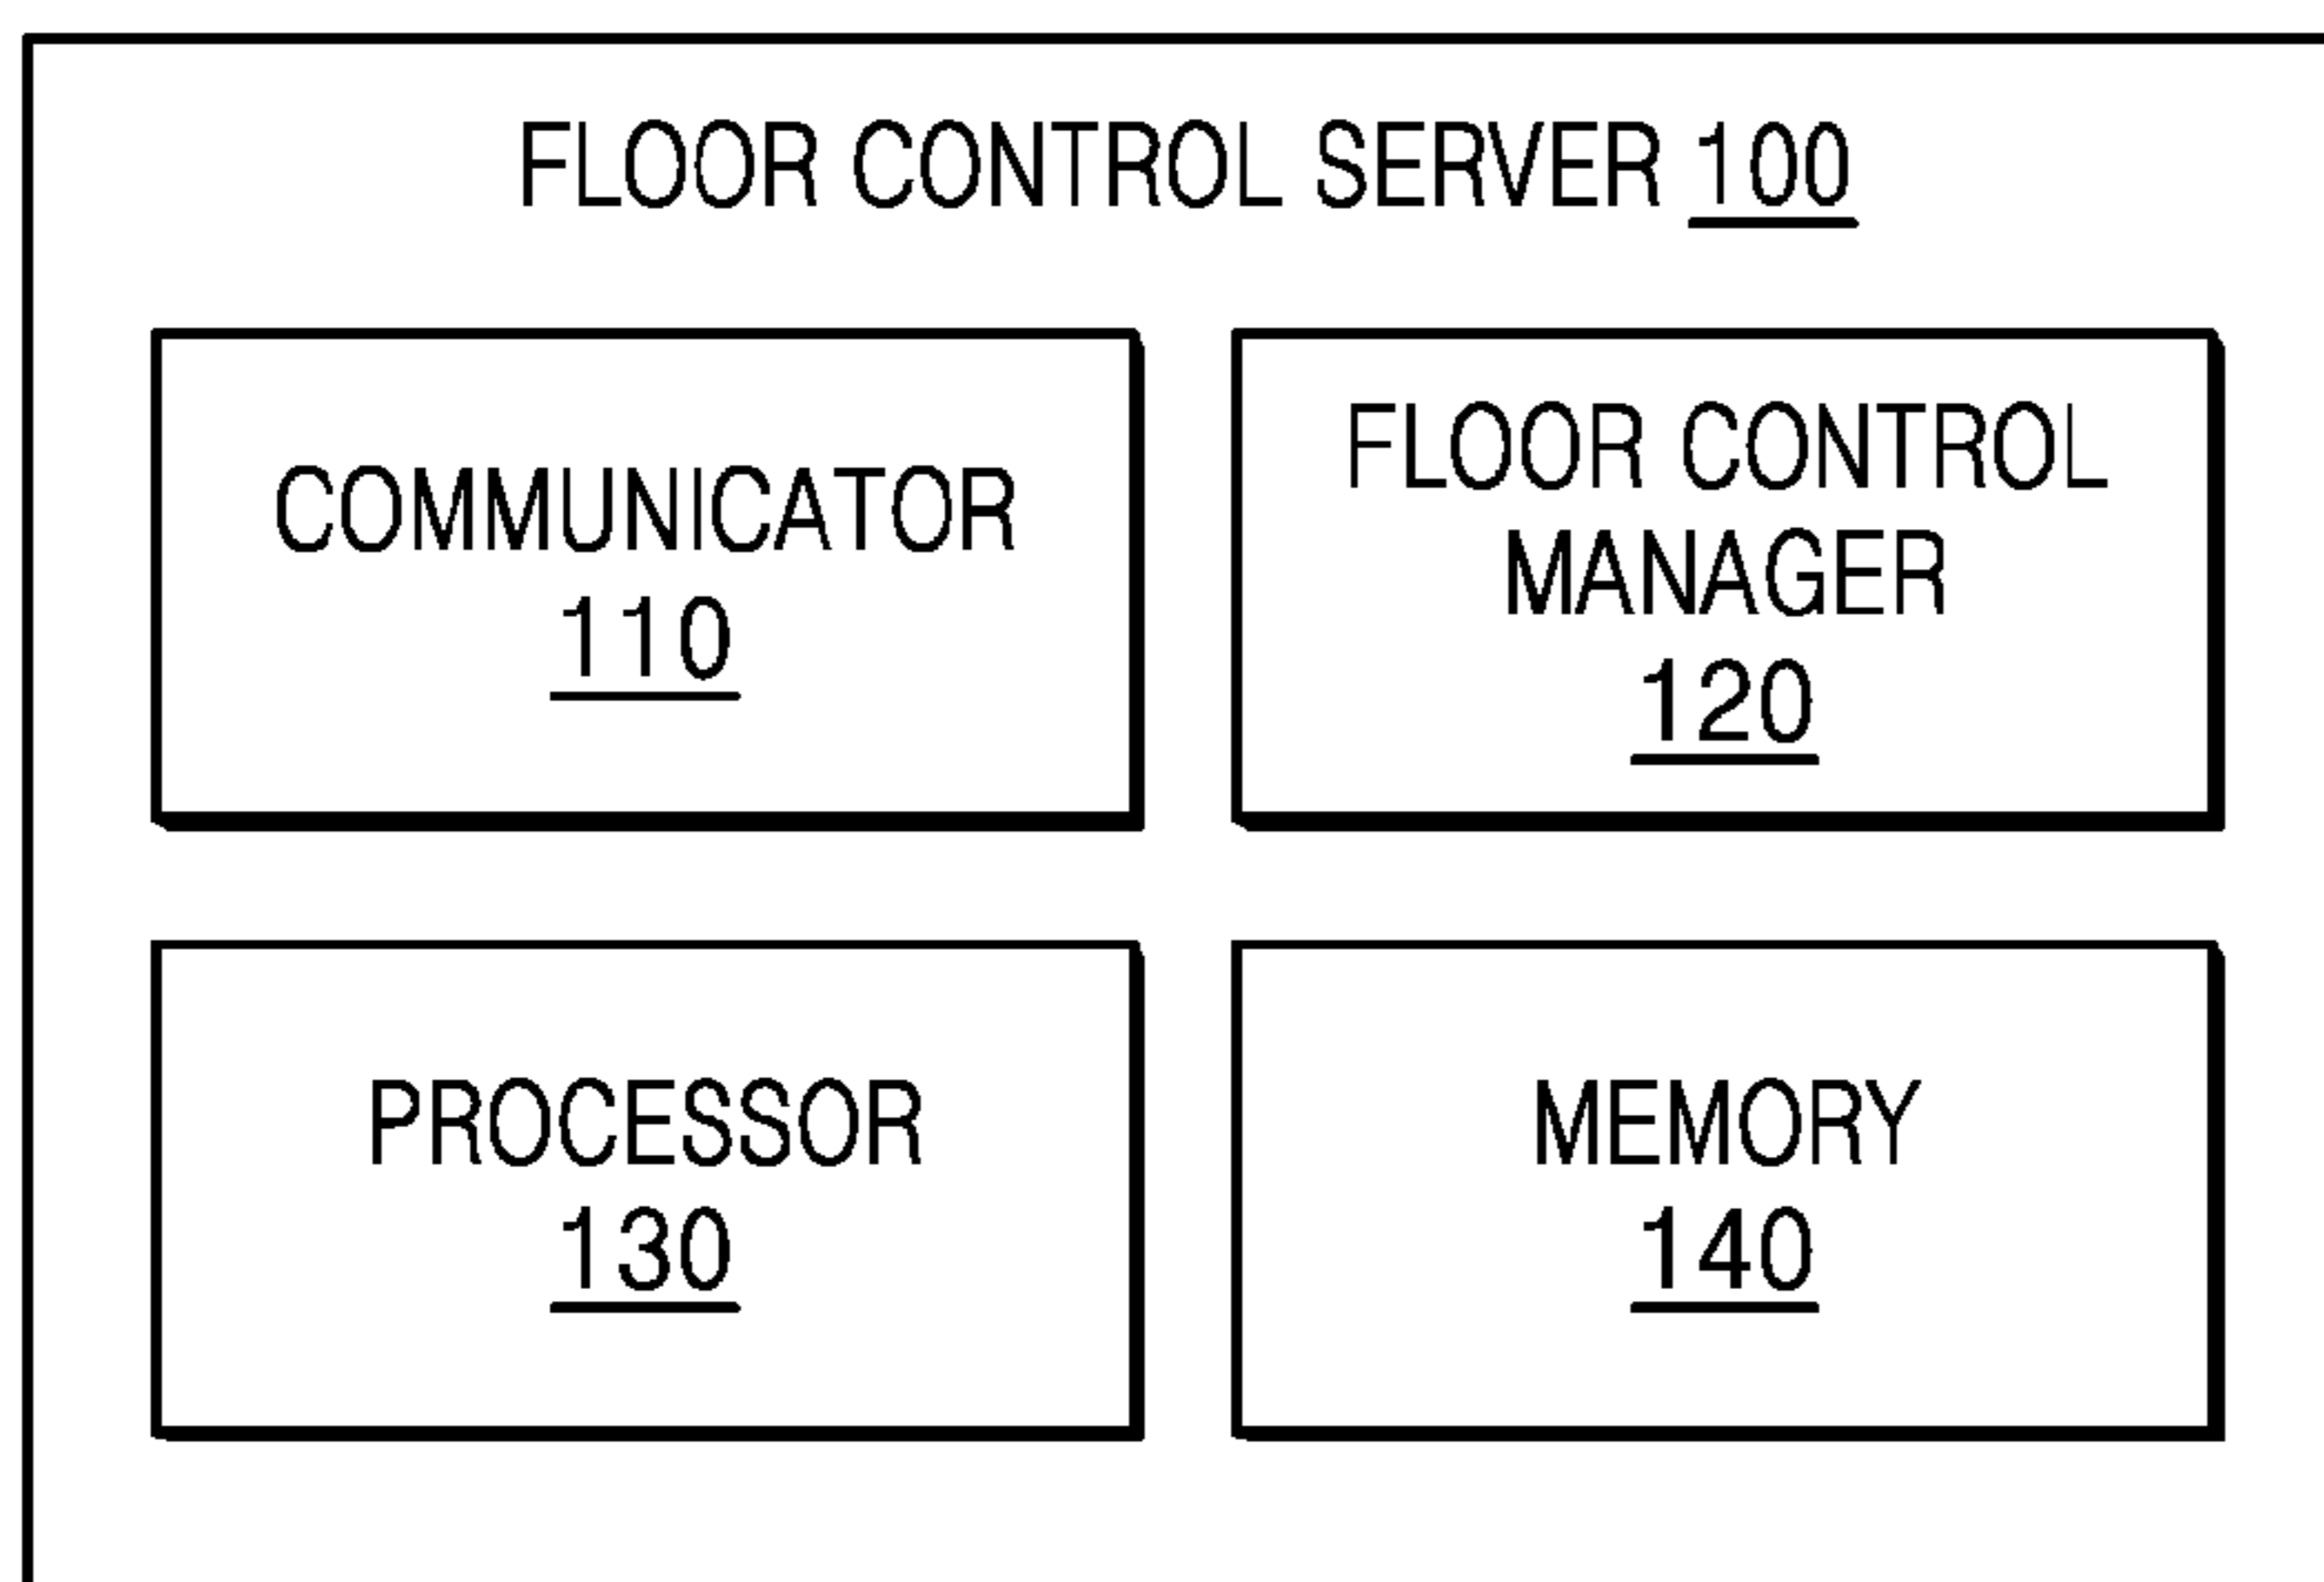 FLOOR CONTROL SERVER 100
COMMUNICATOR
110
FLOOR CONTROL
MANAGER
120
PROCESSOR
130
MEMORY
140